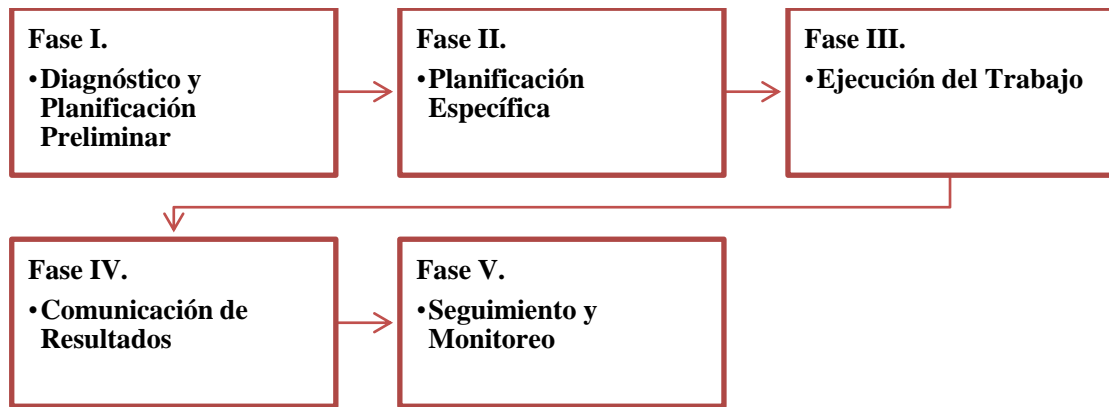 Fase I.
•Diagnóstico y
Planificación
Preliminar
Fase II.
•Planificación
Específica
Fase III.
•Ejecución del Trabajo
Fase IV.
•Comunicación de
Resultados
Fase V.
•Seguimiento y
Monitoreo